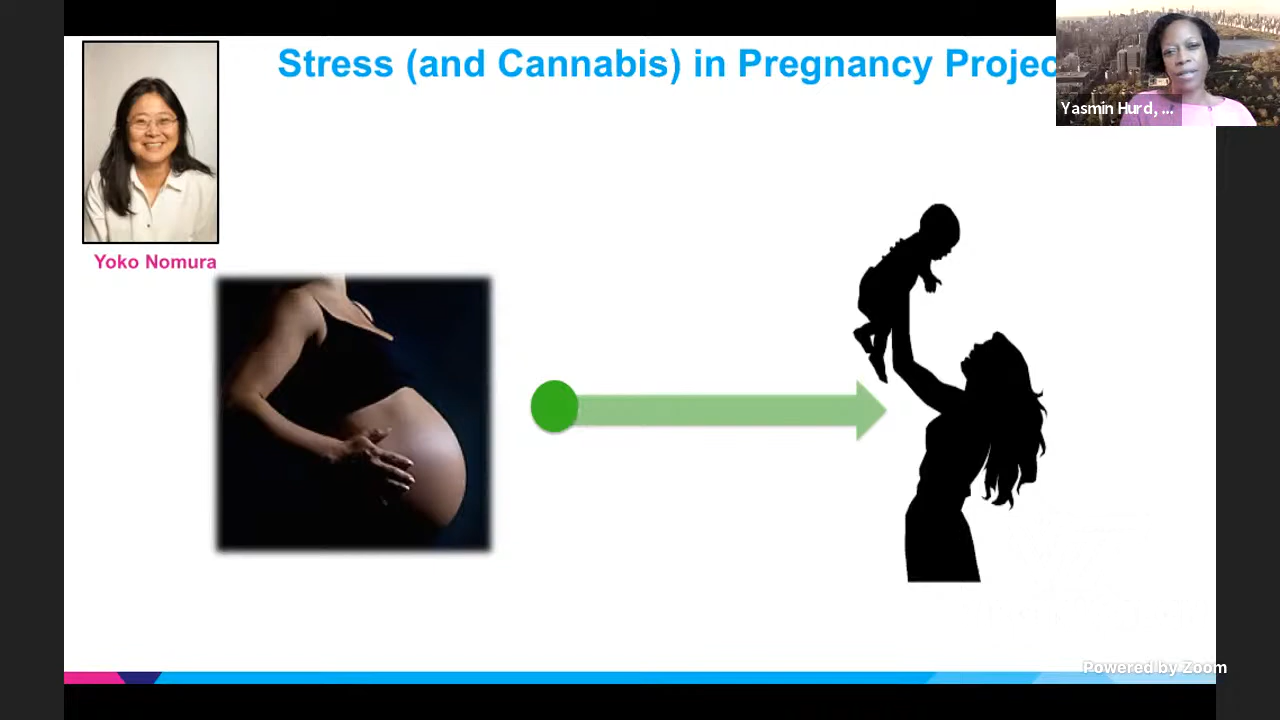 Stress (and Cannabis) in Pregnancy Projec
Yasmin Hurd, ...
Yoko Nomura
Powered by Zoom